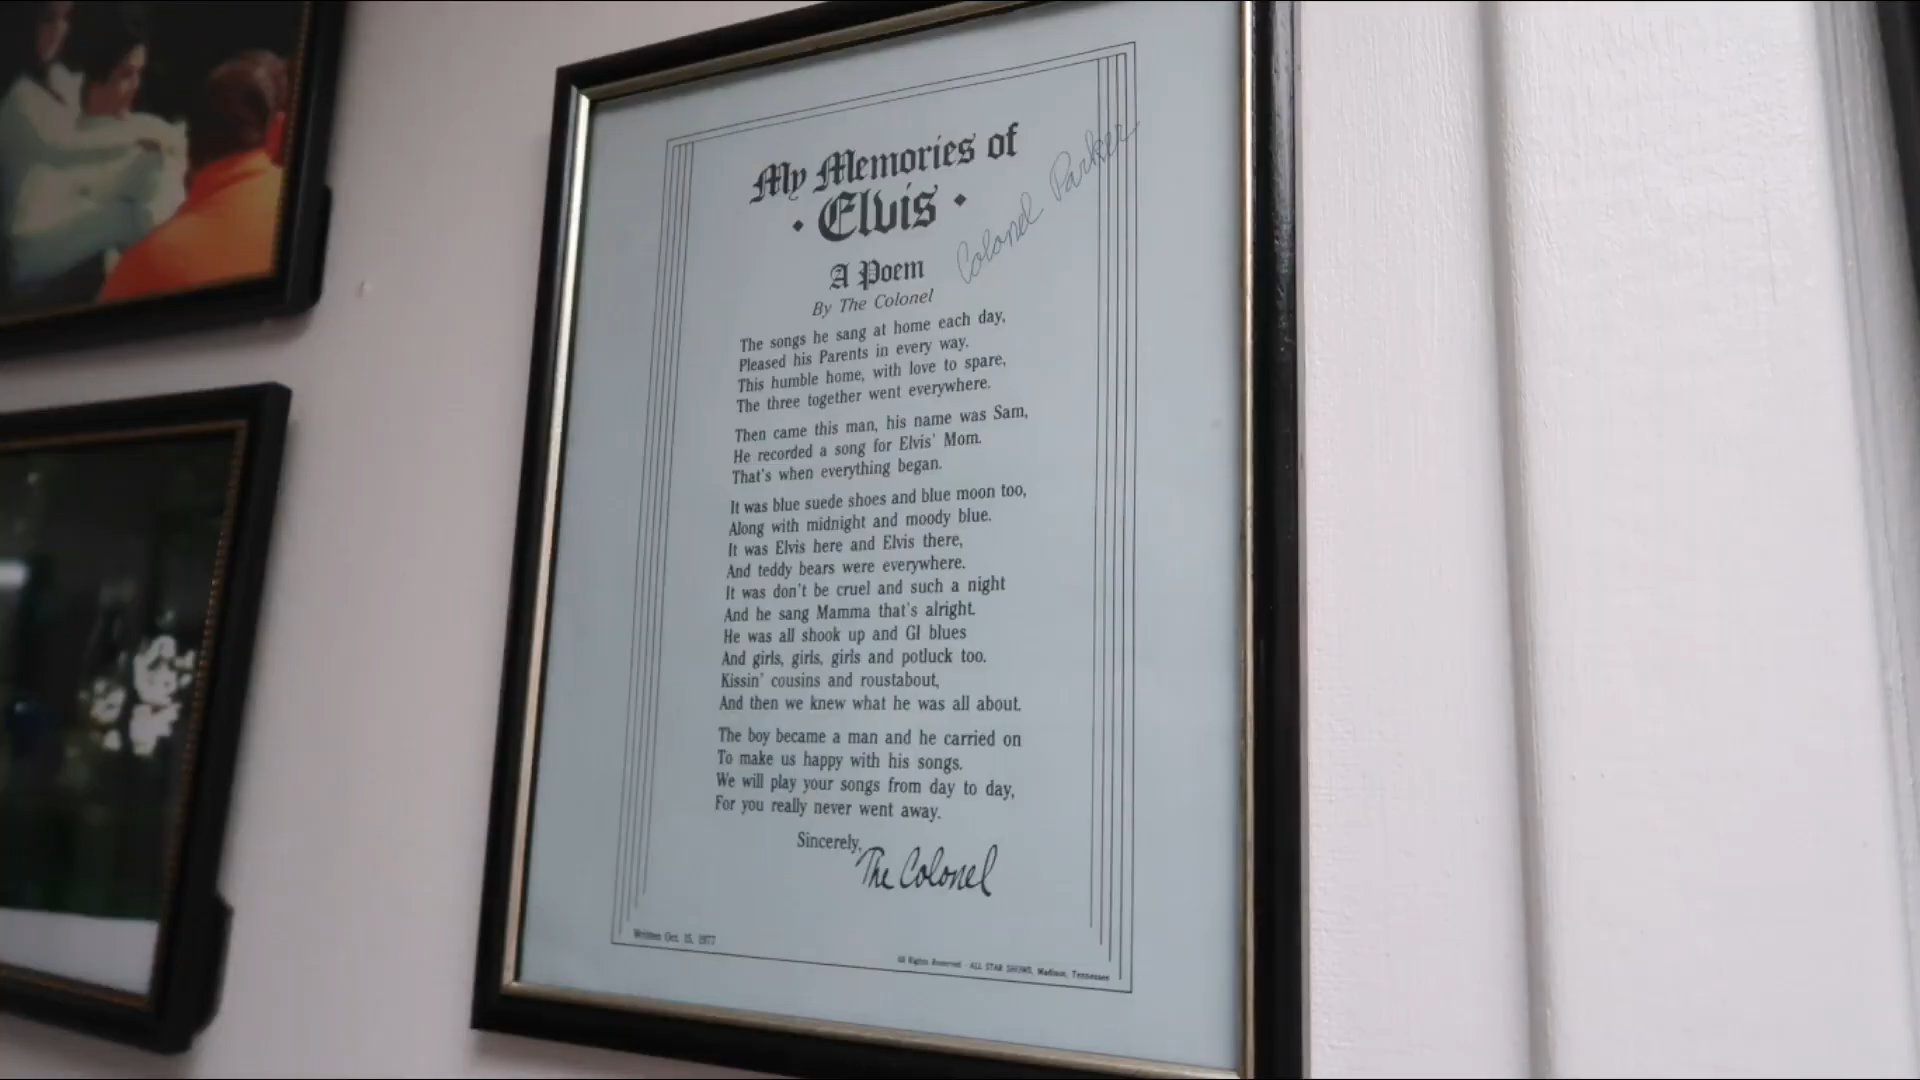 My Memories of
· Elvis ·
A Poem
By The Colonel
Colonel Parker
The songs he sang at home each day,
Pleased his Parents in every way.
This humble home, with love to spare,
The three together went everywhere.
Then came this man, his name was Sam,
He recorded a song for Elvis' Mom.
That's when everything began.
It was blue suede shoes and blue moon too,
Along with midnight and moody blue.
It was Elvis here and Elvis there,
And teddy bears were everywhere.
It was don't be cruel and such a night
And he sang Mamma that's alright.
He was all shook up and GI blues
And girls, girls, girls and potluck too.
Kissin' cousins and roustabout,
And then we knew what he was all about.
The boy became a man and he carried on
To make us happy with his songs.
We will play your songs from day to day,
For you really never went away.
Sincerely,
The Colonel
Written Oct. 15, 1977
All Rights Reserved - ALL STAR SHOWS, Madison, Tennessee